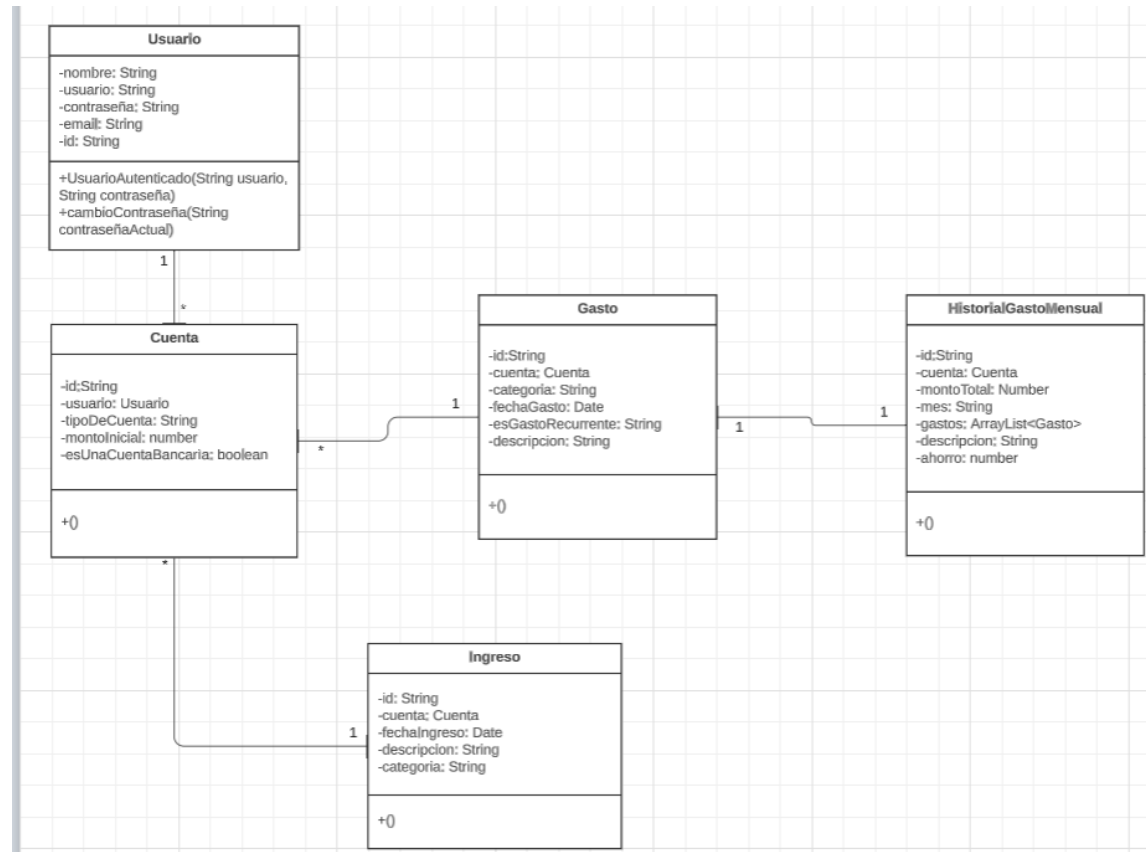 Usuario
-nombre: String
-usuario: String
-contraseña: String
-email: String
-id: String
+UsuarioAutenticado(String usuario,
String contraseña)
+cambioContraseña(String
contraseñaActual)
1
*
Cuenta
-id:String
-usuario: Usuario
-tipoDeCuenta: String
-montoInicial: number
-esUnaCuentaBancaria: boolean
+()
*
1
Gasto
-id:String
-cuenta: Cuenta
-categoria: String
-fechaGasto: Date
-esGastoRecurrente: String
-descripcion: String
+()
1
1
HistorialGastoMensual
-id:String
-cuenta: Cuenta
-montoTotal: Number
-mes: String
-gastos: ArrayList<Gasto>
-descripcion: String
-ahorro: number
+()
*
1
Ingreso
-id: String
-cuenta: Cuenta
-fechaIngreso: Date
-descripcion: String
-categoria: String
+()